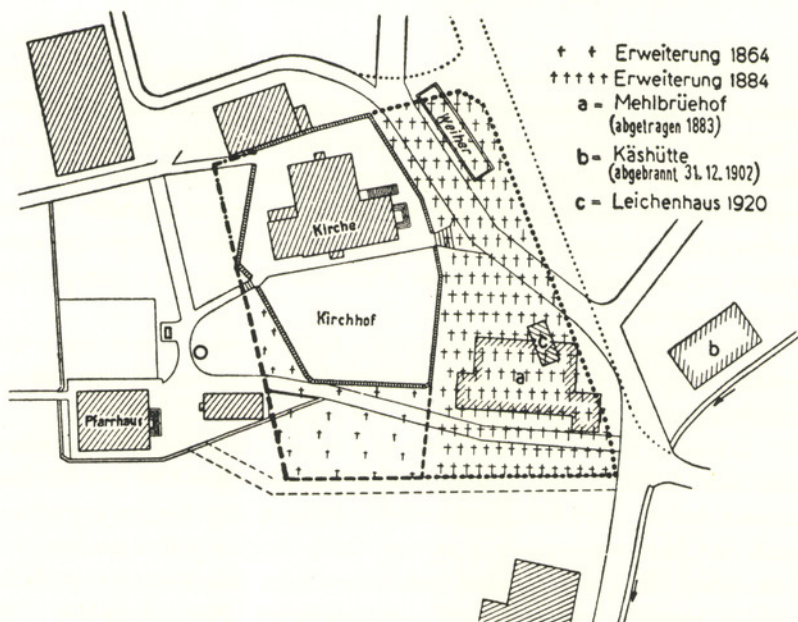 † † Erweiterung 1864
††††† Erweiterung 1884
a = Mehlbrüehof
(abgetragen 1883)
b = Käshütte
(abgebrannt 31.12.1902)
c = Leichenhaus 1920
Weiher
Kirche
Kirchhof
c
a
b
Pfarrhaus